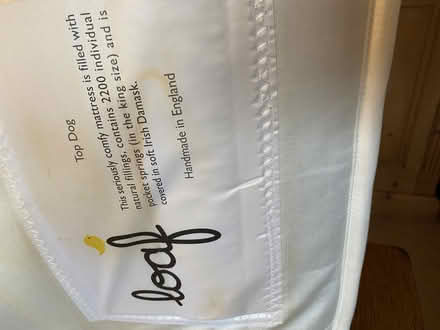 loaf
Top Dog
This seriously comfy mattress is filled with
natural fillings, contains 2200 individual
pocket springs (in the king size) and is
covered in soft Irish Damask.
Handmade in England